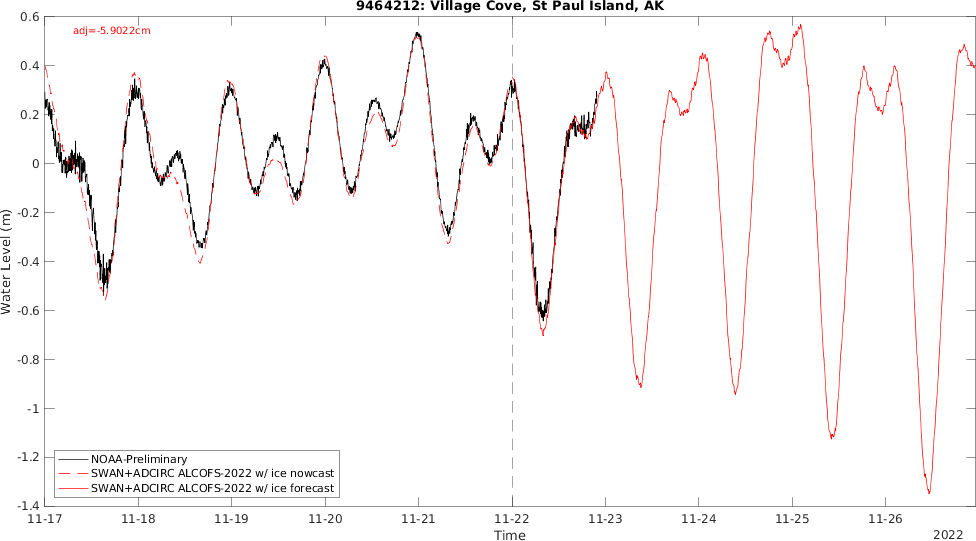 9464212: Village Cove, St Paul Island, AK
adj=-5.9022cm
0.6
0.4
0.2
0
-0.2
-0.4
-0.6
-0.8
-1
-1.2
-1.4
Water Level (m)
NOAA-Preliminary
SWAN+ADCIRC ALCOFS-2022 w/ ice nowcast
SWAN+ADCIRC ALCOFS-2022 w/ ice forecast
11-17 11-18 11-19 11-20 11-21 11-22 11-23 11-24 11-25 11-26
Time
2022